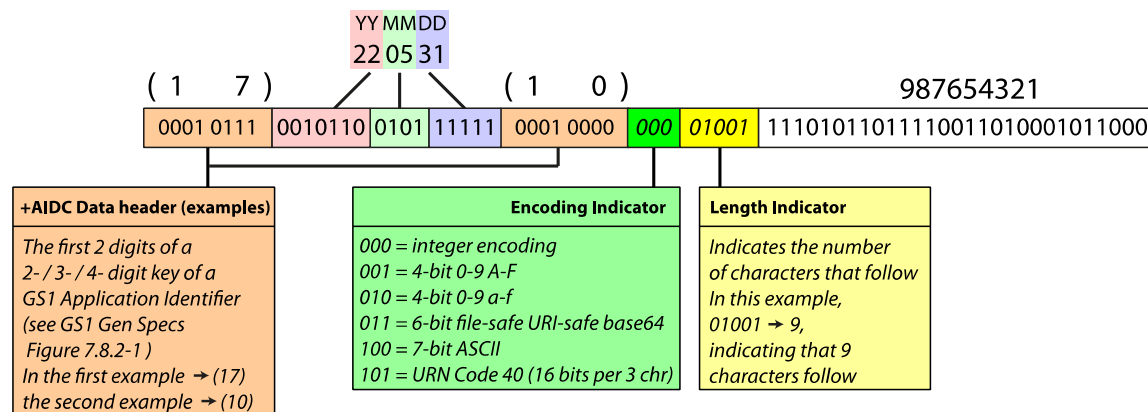 YY MM DD
22 05 31
( 1 7 ) ( 1 0 ) 987654321
0001 0111 0010110 0101 11111 0001 0000 000 01001 11101011011110011010001011000
+AIDC Data header (examples)
The first 2 digits of a
2- / 3- / 4- digit key of a
GS1 Application Identifier
(see GS1 Gen Specs
Figure 7.8.2-1 )
In the first example → (17)
the second example → (10)
Encoding Indicator
000 = integer encoding
001 = 4-bit 0-9 A-F
010 = 4-bit 0-9 a-f
011 = 6-bit file-safe URI-safe base64
100 = 7-bit ASCII
101 = URN Code 40 (16 bits per 3 chr)
Length Indicator
Indicates the number
of characters that follow
In this example,
01001 → 9,
indicating that 9
characters follow